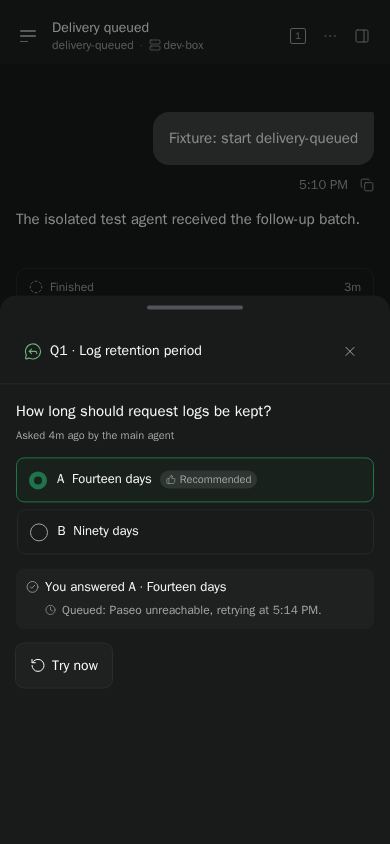 Delivery queued
delivery-queued · dev-box
1
Fixture: start delivery-queued
5:10 PM
The isolated test agent received the follow-up batch.
Finished 3m
Q1 · Log retention period
How long should request logs be kept?
Asked 4m ago by the main agent
A Fourteen days Recommended
B Ninety days
You answered A · Fourteen days
Queued: Paseo unreachable, retrying at 5:14 PM.
Try now